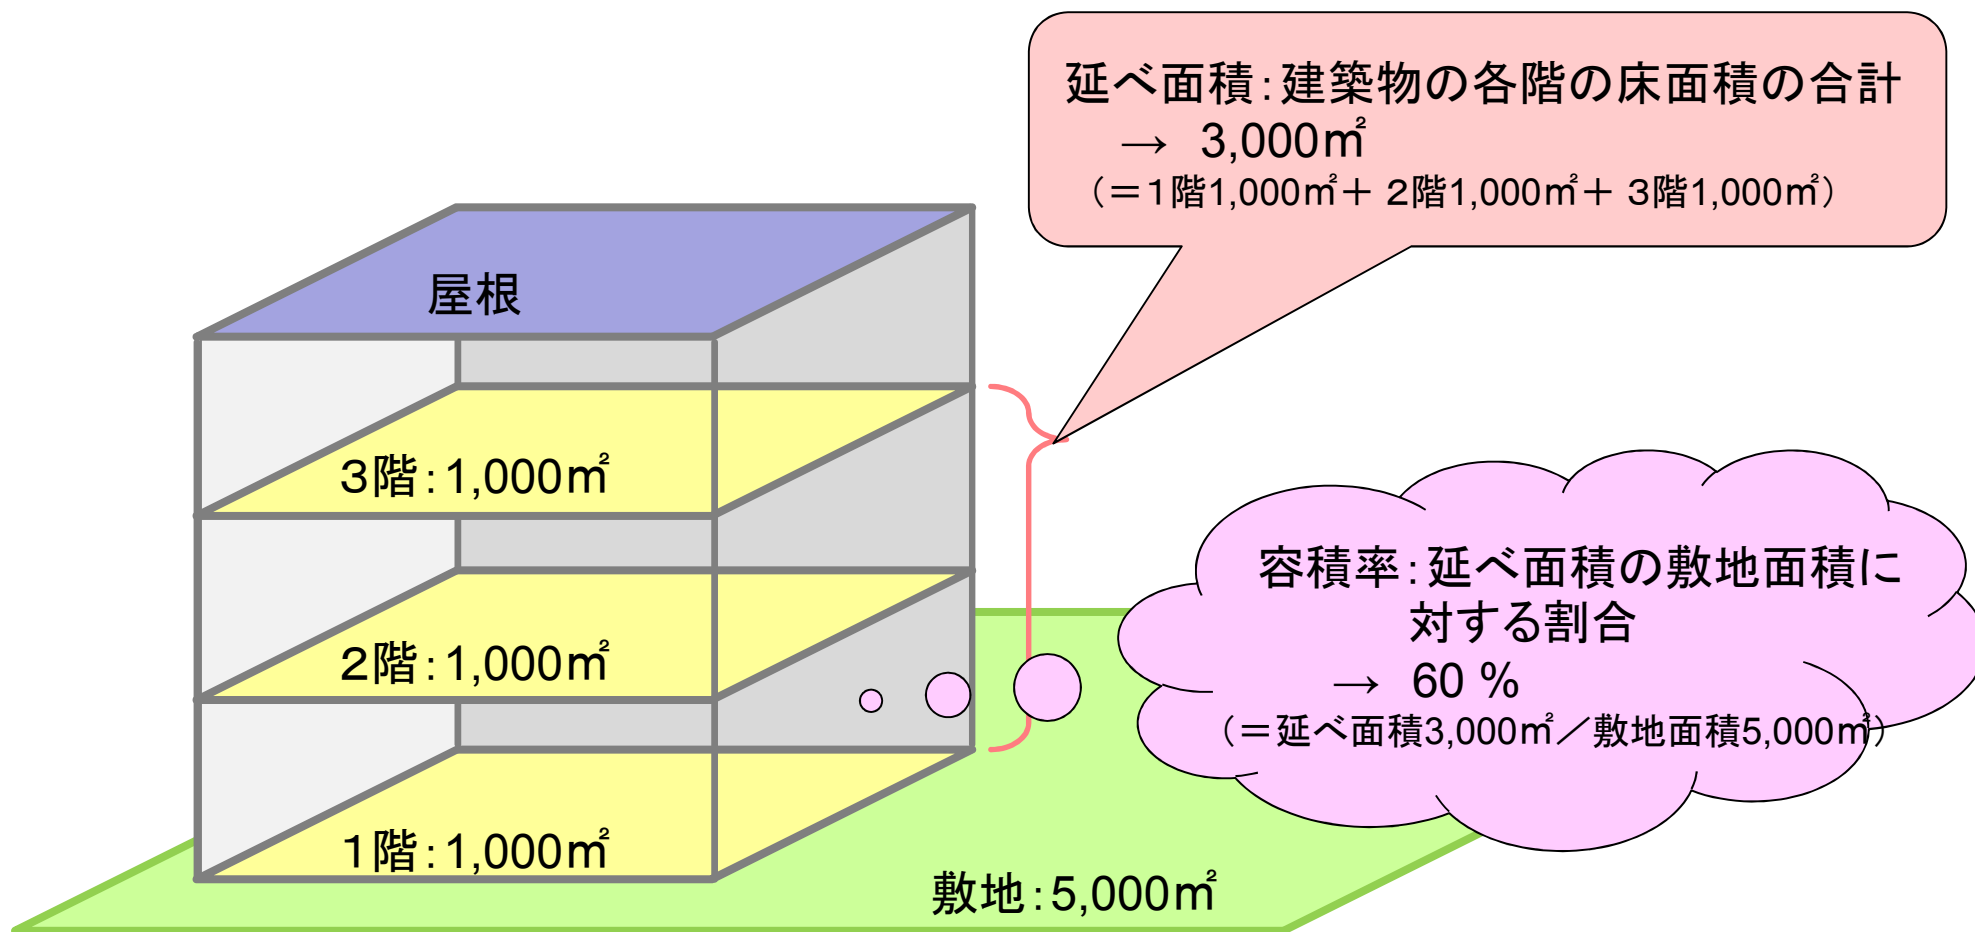 延べ面積：建築物の各階の床面積の合計
→ 3,000㎡
（＝１階1,000㎡＋ 2階1,000㎡＋ 3階1,000㎡）
屋根
3階：1,000㎡
容積率：延べ面積の敷地面積に
対する割合
→ 60 %
（＝延べ面積3,000㎡／敷地面積5,000㎡）
2階：1,000㎡
1階：1,000㎡
敷地：5,000㎡